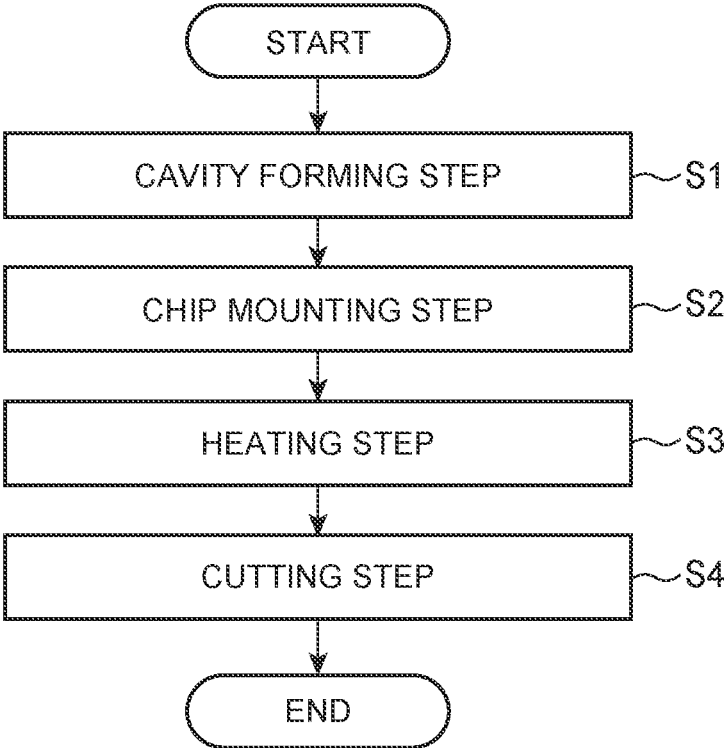 START
CAVITY FORMING STEP S1
CHIP MOUNTING STEP S2
HEATING STEP S3
CUTTING STEP S4
END